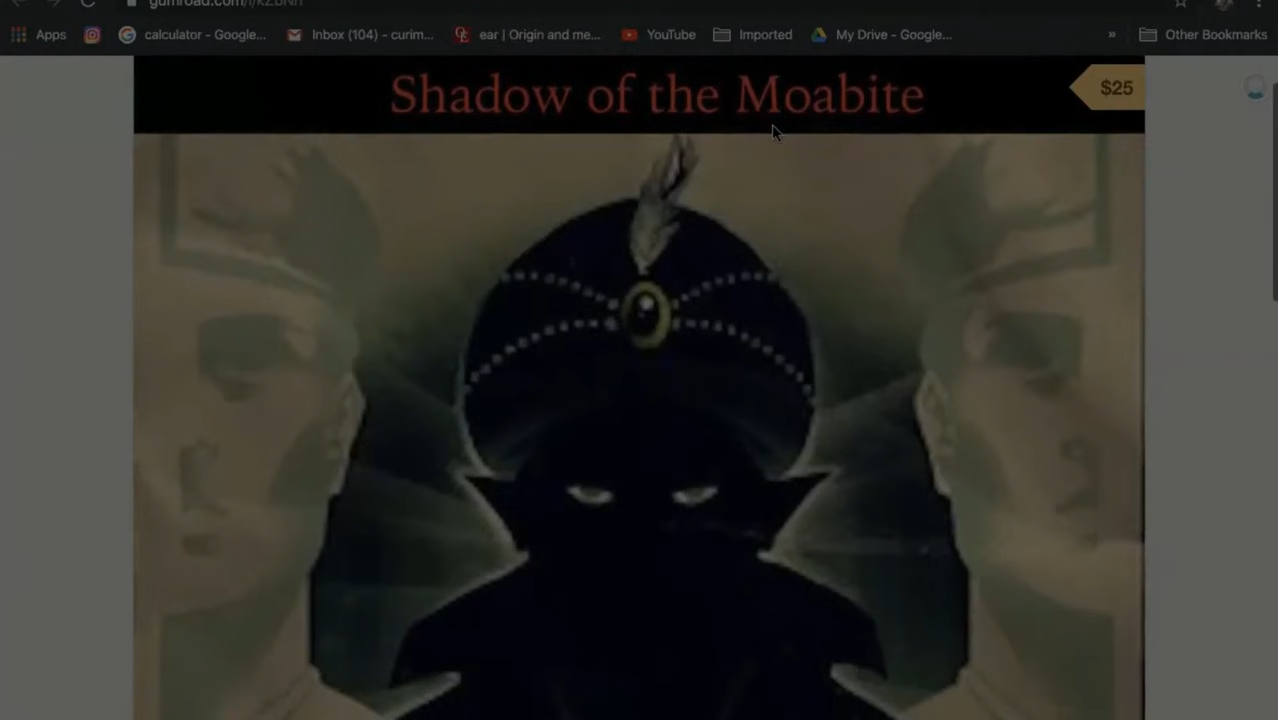 Apps
calculator - Google...
Inbox (104) - curim...
ear | Origin and me...
YouTube
Imported
My Drive - Google...
»
Other Bookmarks
Shadow of the Moabite
$25